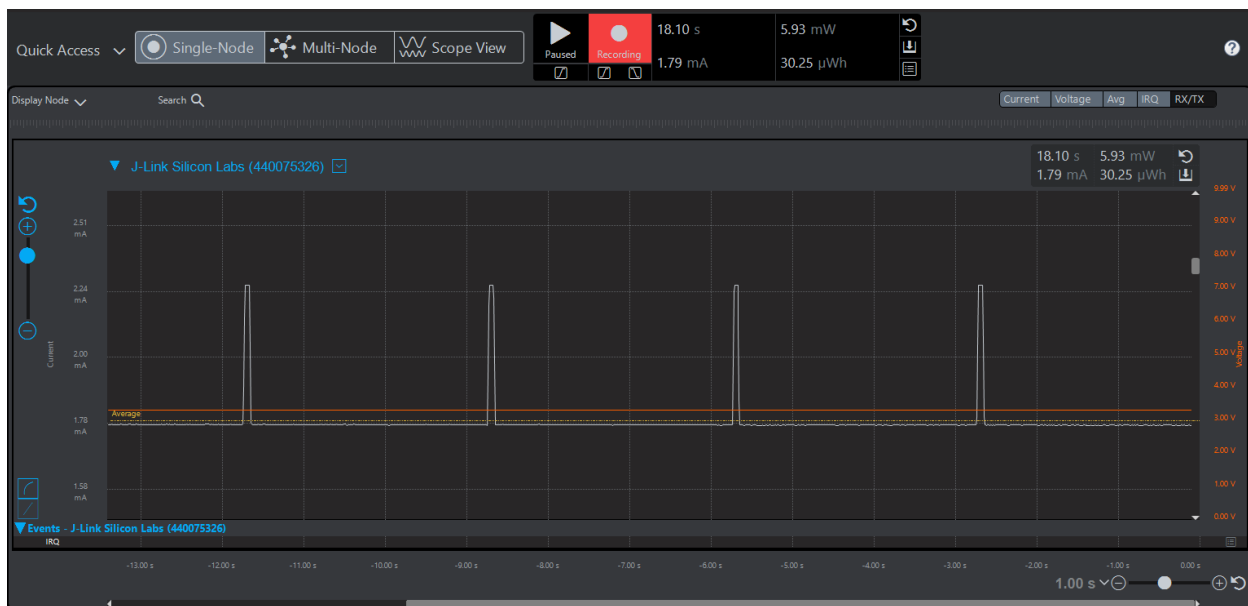 Quick Access Single-Node Multi-Node Scope View
Paused Recording
18.10 s 5.93 mW
1.79 mA 30.25 µWh
?
Display Node Search Current Voltage Avg IRQ RX/TX
J-Link Silicon Labs (440075326)
18.10 s 5.93 mW
1.79 mA 30.25 µWh
2.51 mA
2.24 mA
2.00 mA
1.78 mA
1.58 mA
Current
Average
9.99 V
9.00 V
8.00 V
7.00 V
6.00 V
5.00 V
4.00 V
3.00 V
2.00 V
1.00 V
0.00 V
Voltage
Events - J-Link Silicon Labs (440075326)
IRQ
-13.00 s -12.00 s -11.00 s -10.00 s -9.00 s -8.00 s -7.00 s -6.00 s -5.00 s -4.00 s -3.00 s -2.00 s -1.00 s 0.00 s
1.00 s